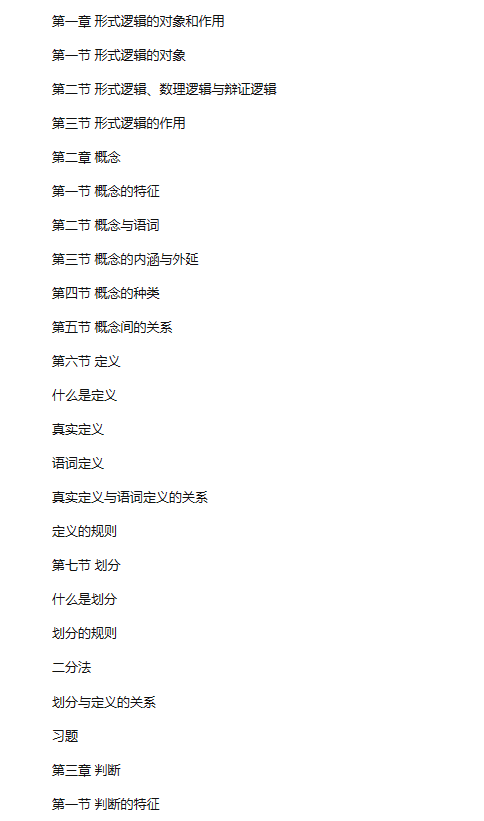 第一章 形式逻辑的对象和作用
第一节 形式逻辑的对象
第二节 形式逻辑、数理逻辑与辩证逻辑
第三节 形式逻辑的作用
第二章 概念
第一节 概念的特征
第二节 概念与语词
第三节 概念的内涵与外延
第四节 概念的种类
第五节 概念间的关系
第六节 定义
什么是定义
真实定义
语词定义
真实定义与语词定义的关系
定义的规则
第七节 划分
什么是划分
划分的规则
二分法
划分与定义的关系
习题
第三章 判断
第一节 判断的特征